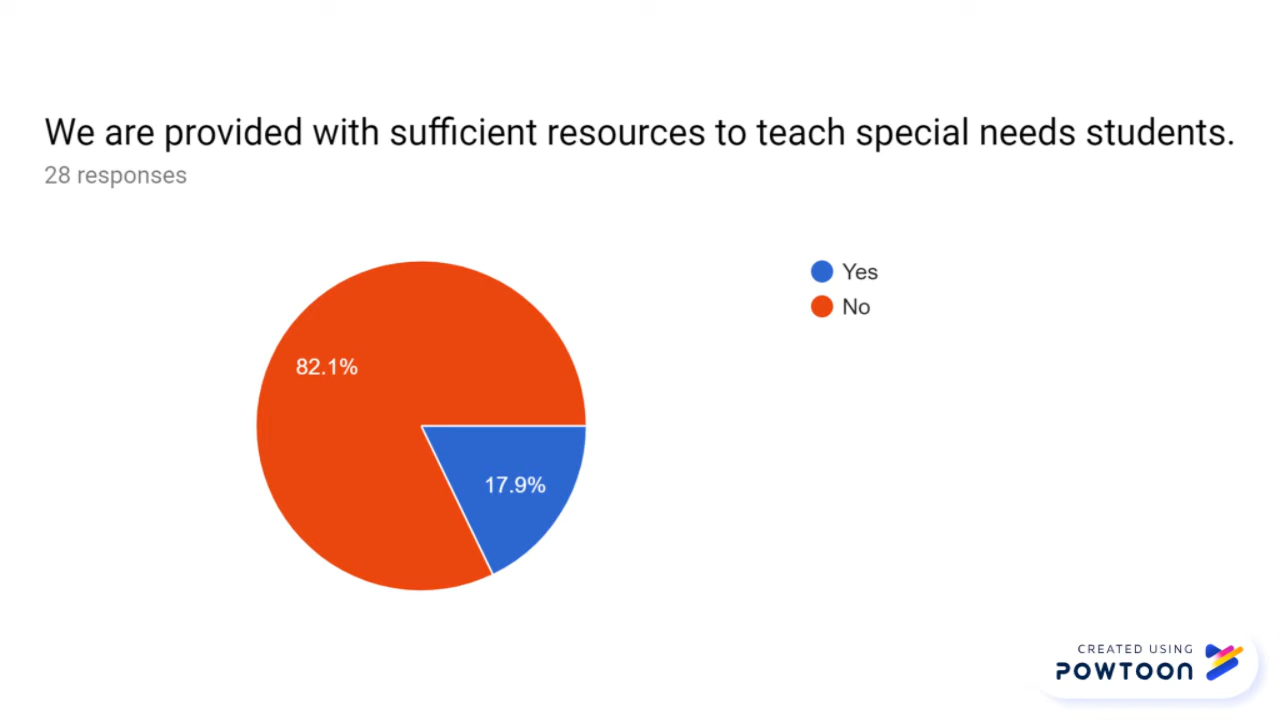 We are provided with sufficient resources to teach special needs students.
28 responses
Yes
No
82.1%
17.9%
CREATED USING
POWTOON